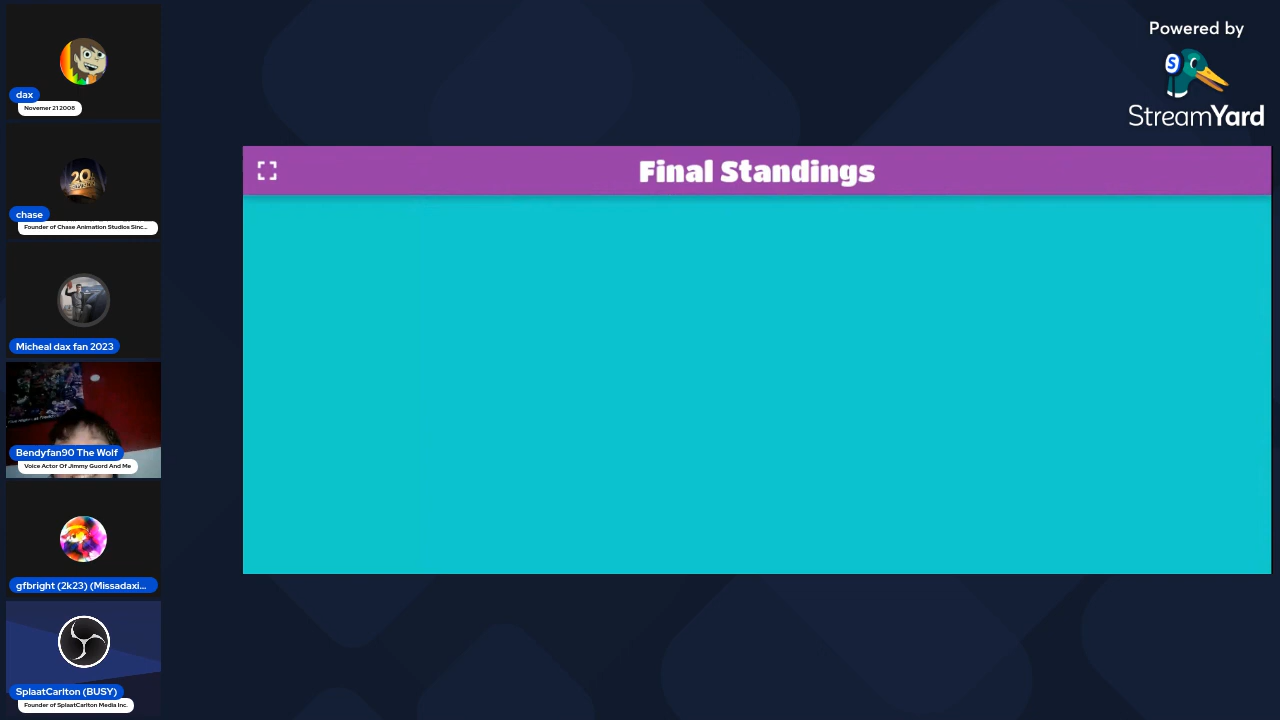 dax
Novemer 21 2008
chase
Founder of Chase Animation Studios Sinc...
Micheal dax fan 2023
Bendyfan90 The Wolf
Voice Actor Of Jimmy Guord And Me
gfbright (2k23) (Missadaxi...
SplaatCarlton (BUSY)
Founder of SplaatCarlton Media Inc.
Final Standings
Powered by
S
StreamYard
20